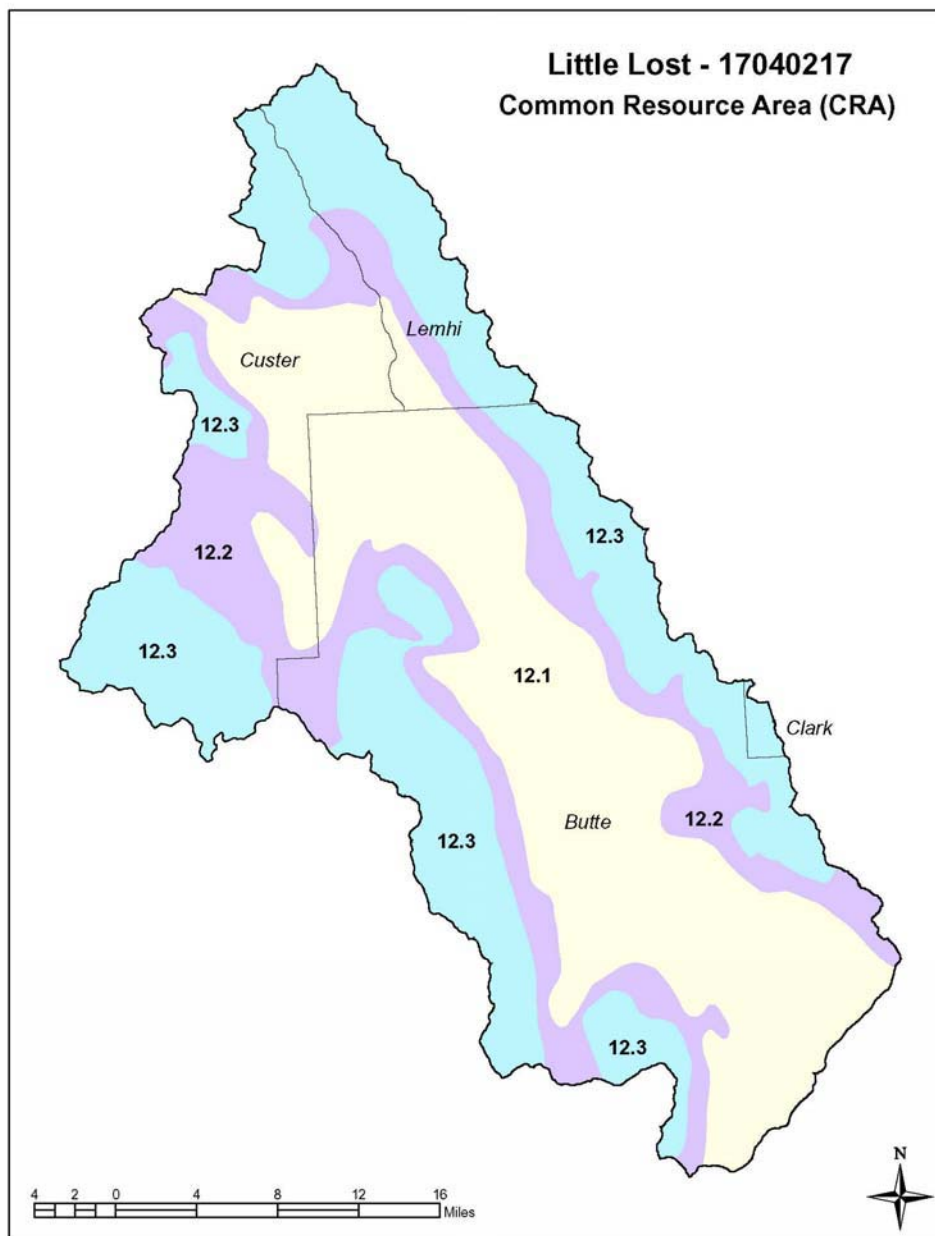 Little Lost - 17040217
Common Resource Area (CRA)
Lemhi
Custer
12.3
12.3
12.2
12.3
12.1
Clark
12.3
Butte
12.2
12.3
N
4 2 0 4 8 12 16
Miles